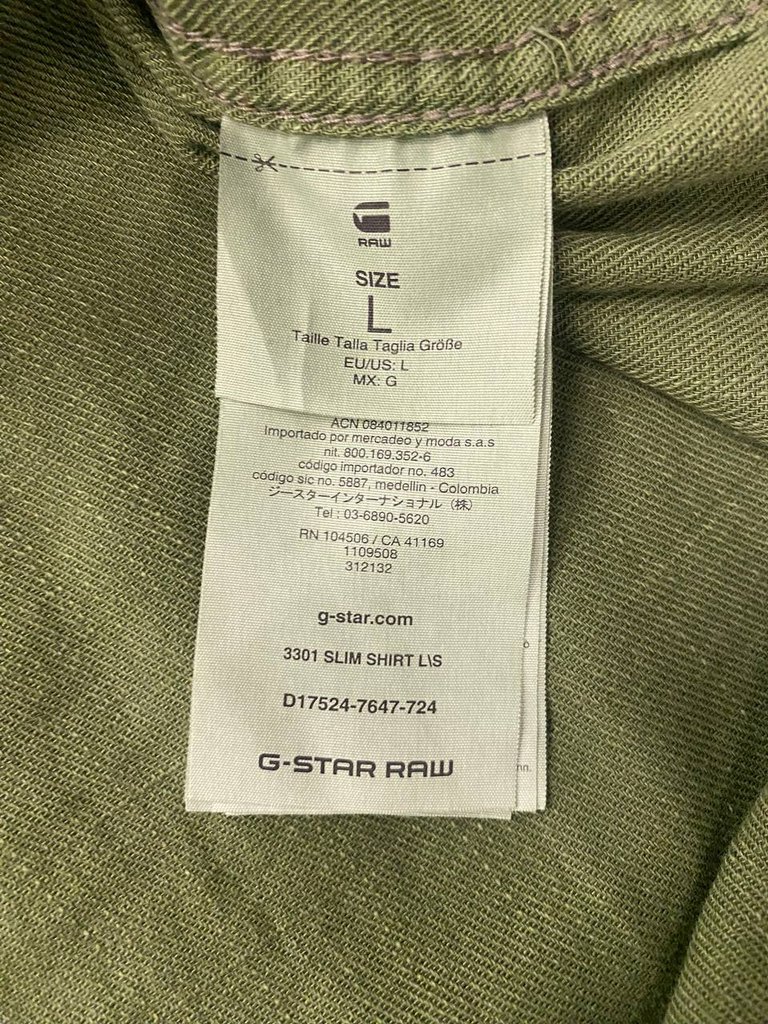 RAW
SIZE
L
Taille Talla Taglia Größe
EU/US: L
MX: G
ACN 084011852
Importado por mercadeo y moda s.a.s
nit. 800.169.352-6
código importador no. 483
código sic no. 5887, medellin - Colombia
ジースターインターナショナル（株）
Tel : 03-6890-5620
RN 104506 / CA 41169
1109508
312132
g-star.com
3301 SLIM SHIRT L\S
D17524-7647-724
G-STAR RAW